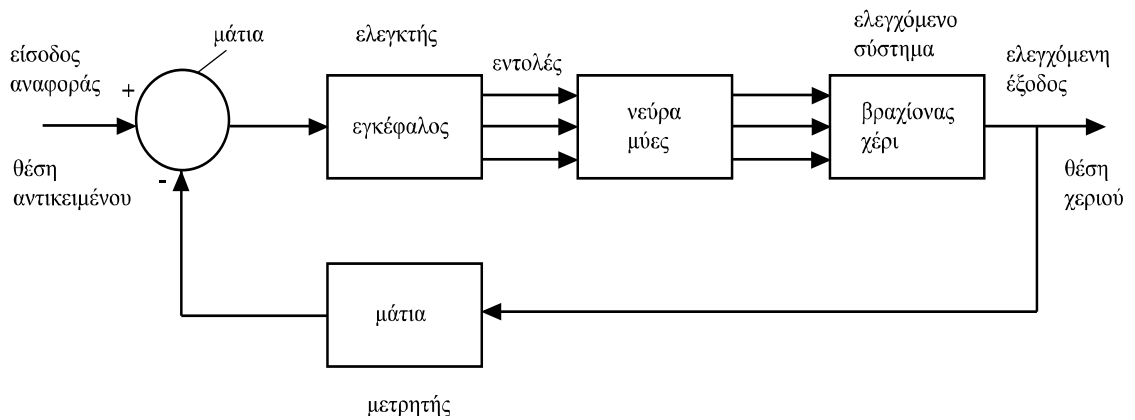 είσοδος
αναφοράς
+
θέση
αντικειμένου
-
μάτια
ελεγκτής
εγκέφαλος
εντολές
νεύρα
μύες
ελεγχόμενο
σύστημα
βραχίονας
χέρι
ελεγχόμενη
έξοδος
θέση
χεριού
μάτια
μετρητής